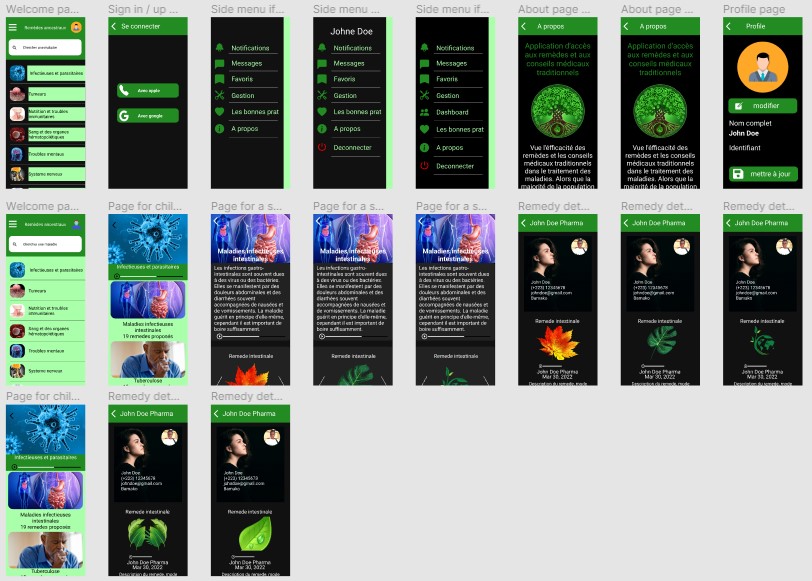 Welcome pa...
Remèdes ancestraux
Chercher une maladie
Infectieuses et parasitaires
Tumeurs
Nutrition et troubles
immunitaires
Sang et des organes
hématopoïétiques
Troubles mentaux
Systeme nerveux
Sign in / up ...
Se connecter
Avec apple
Avec google
Side menu if...
Notifications
Messages
Favoris
Gestion
Les bonnes prat
A propos
Side menu ...
Johne Doe
Notifications
Messages
Favoris
Gestion
Les bonnes prat
A propos
Deconnecter
Side menu if...
Notifications
Messages
Favoris
Gestion
Dashboard
Les bonnes prat
A propos
Deconnecter
About page ...
A propos
Application d'accès
aux remèdes et aux
conseils médicaux
traditionnels
Vue l'éfficacité des
remèdes et les conseils
médicaux traditionnels
dans le traitement des
maladies. Alors que la
majorité de la population
About page ...
A propos
Application d'accès
aux remèdes et aux
conseils médicaux
traditionnels
Vue l'éfficacité des
remèdes et les conseils
médicaux traditionnels
dans le traitement des
maladies. Alors que la
majorité de la population
Profile page
Profile
modifier
Nom complet
John Doe
Identifiant
mettre à jour
Welcome pa...
Remèdes ancestraux
Chercher une maladie
Infectieuses et parasitaires
Tumeurs
Nutrition et troubles
immunitaires
Sang et des organes
hématopoïétiques
Troubles mentaux
Systeme nerveux
Page for chil...
Infectieuses et parasitaires
Maladies infectieuses
intestinales
19 remedes proposés
Tuberculose
Page for a s...
Maladies infectieuses
intestinales
Les infections gastro-
intestinales sont souvent dues
à des virus ou des bactéries.
Elles se manifestent par des
douleurs abdominales et des
diarrhées souvent
accompagnées de nausées et
de vomissements. La maladie
guérit en principe d'elle-même,
cependant il est important de
boire suffisamment.
Remede intestinale
Page for a s...
Maladies infectieuses
intestinales
Les infections gastro-
intestinales sont souvent dues
à des virus ou des bactéries.
Elles se manifestent par des
douleurs abdominales et des
diarrhées souvent
accompagnées de nausées et
de vomissements. La maladie
guérit en principe d'elle-même,
cependant il est important de
boire suffisamment.
Remede intestinale
Page for a s...
Maladies infectieuses
intestinales
Les infections gastro-
intestinales sont souvent dues
à des virus ou des bactéries.
Elles se manifestent par des
douleurs abdominales et des
diarrhées souvent
accompagnées de nausées et
de vomissements. La maladie
guérit en principe d'elle-même,
cependant il est important de
boire suffisamment.
Remede intestinale
Remedy det...
John Doe Pharma
John Doe
(+223) 12345678
johndoe@gmail.com
Bamako
Remede intestinale
John Doe Pharma
Mar 30, 2022
Description du remede, mode
Remedy det...
John Doe Pharma
John Doe
(+223) 12345678
johndoe@gmail.com
Bamako
Remede intestinale
John Doe Pharma
Mar 30, 2022
Description du remede, mode
Remedy det...
John Doe Pharma
John Doe
(+223) 12345678
johndoe@gmail.com
Bamako
Remede intestinale
John Doe Pharma
Mar 30, 2022
Description du remede, mode
Page for chil...
Infectieuses et parasitaires
Maladies infectieuses
intestinales
19 remedes proposés
Tuberculose
Remedy det...
John Doe Pharma
John Doe
(+223) 12345678
johndoe@gmail.com
Bamako
Remede intestinale
John Doe Pharma
Mar 30, 2022
Description du remede, mode
Remedy det...
John Doe Pharma
John Doe
(+223) 12345678
johndoe@gmail.com
Bamako
Remede intestinale
John Doe Pharma
Mar 30, 2022
Description du remede, mode